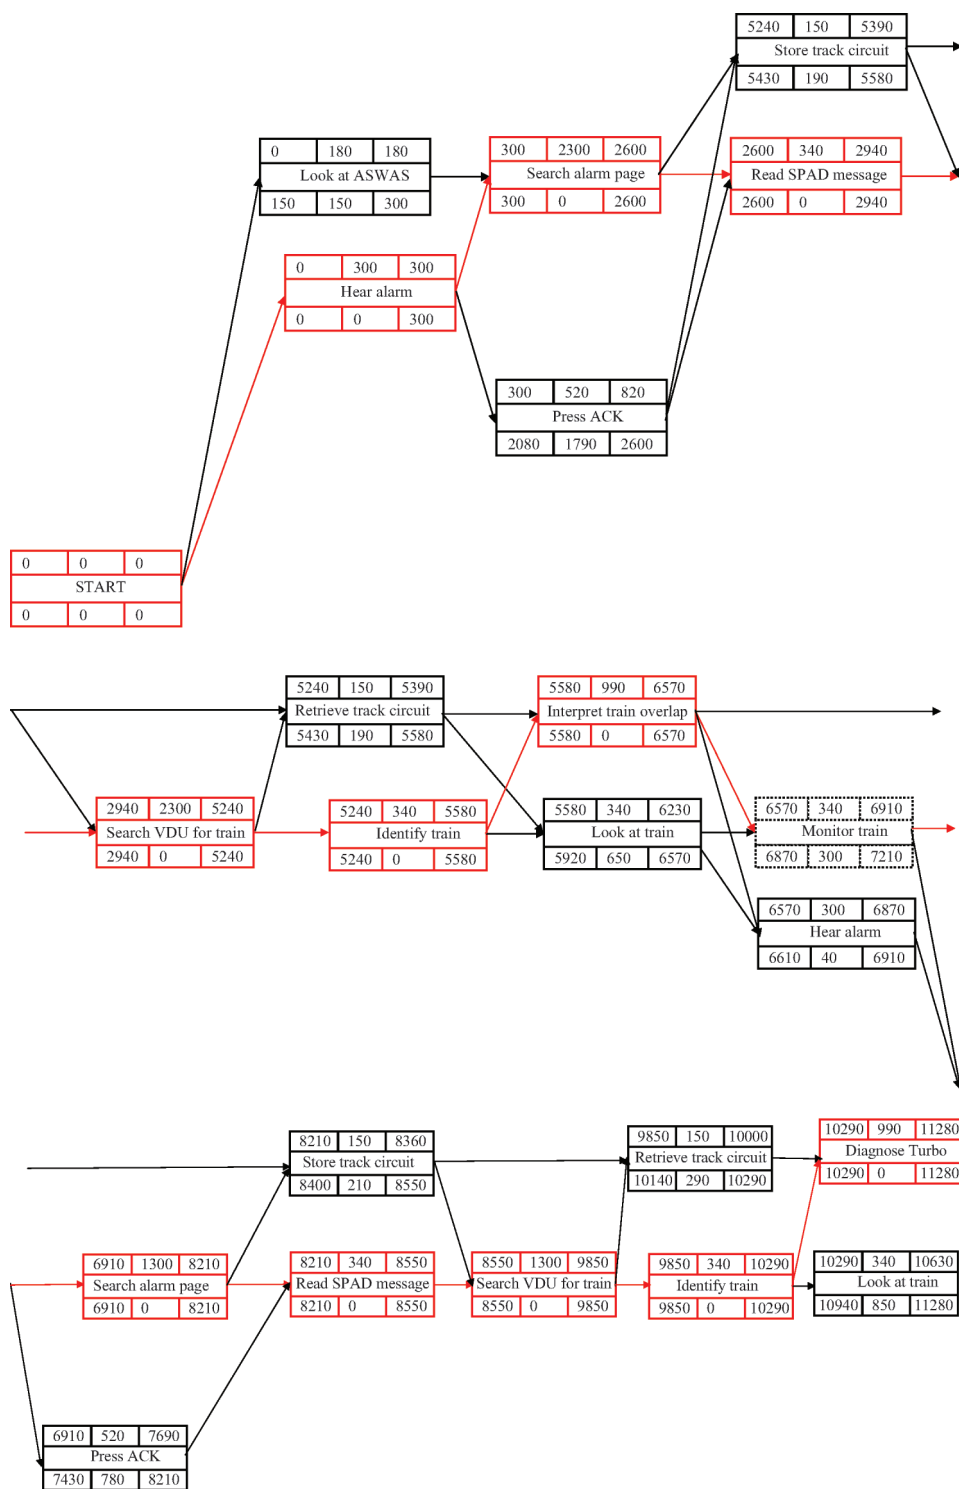 5240 150 5390
Store track circuit
5430 190 5580
0 180 180
Look at ASWAS
150 150 300
300 2300 2600
Search alarm page
300 0 2600
2600 340 2940
Read SPAD message
2600 0 2940
0 300 300
Hear alarm
0 0 300
300 520 820
Press ACK
2080 1790 2600
0 0 0
START
0 0 0
5240 150 5390
Retrieve track circuit
5430 190 5580
5580 990 6570
Interpret train overlap
5580 0 6570
2940 2300 5240
Search VDU for train
2940 0 5240
5240 340 5580
Identify train
5240 0 5580
5580 340 6230
Look at train
5920 650 6570
6570 340 6910
Monitor train
6870 300 7210
6570 300 6870
Hear alarm
6610 40 6910
8210 150 8360
Store track circuit
8400 210 8550
9850 150 10000
Retrieve track circuit
10140 290 10290
10290 990 11280
Diagnose Turbo
10290 0 11280
6910 1300 8210
Search alarm page
6910 0 8210
8210 340 8550
Read SPAD message
8210 0 8550
8550 1300 9850
Search VDU for train
8550 0 9850
9850 340 10290
Identify train
9850 0 10290
10290 340 10630
Look at train
10940 850 11280
6910 520 7690
Press ACK
7430 780 8210